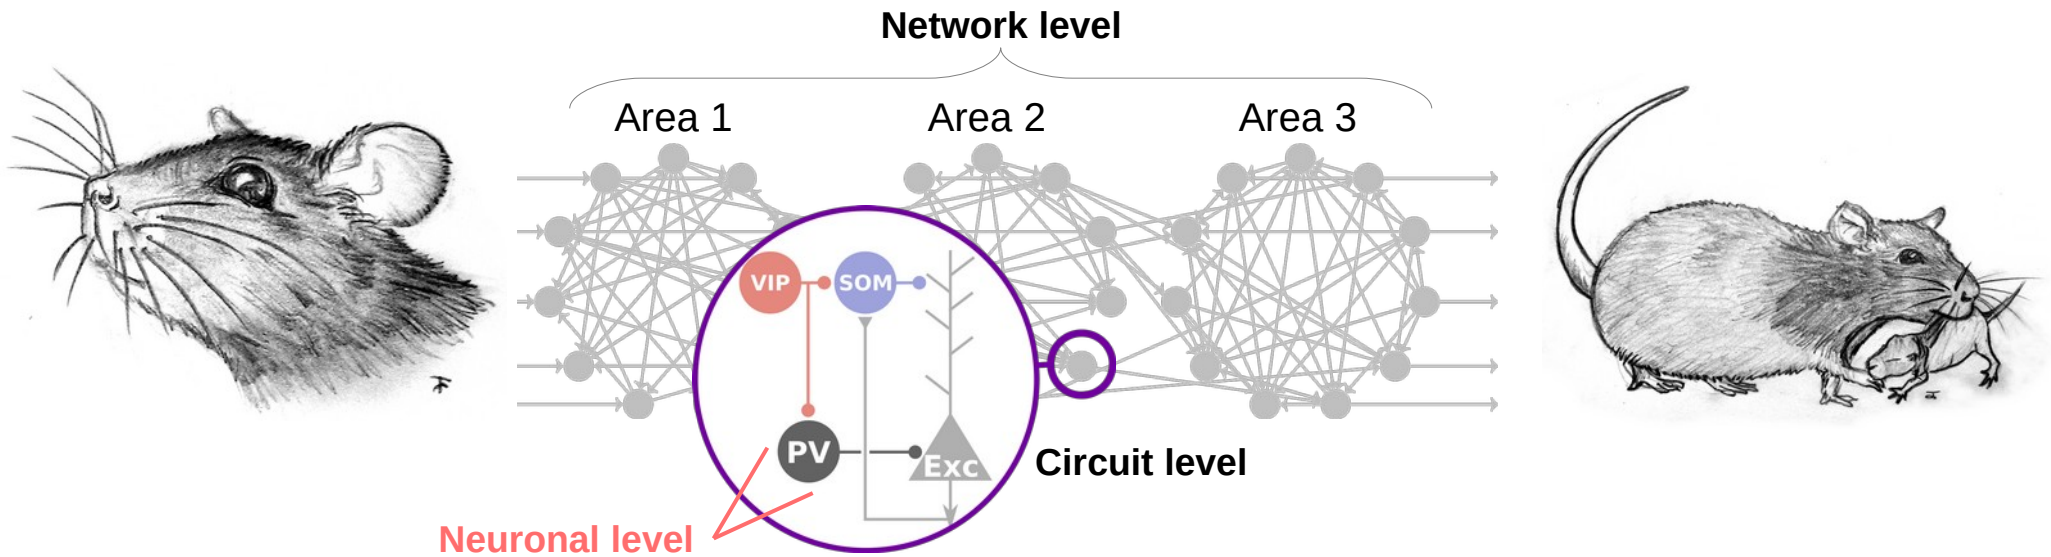 Network level
Area 1
Area 2
Area 3
VIP
SOM
PV
Exc
Circuit level
Neuronal level